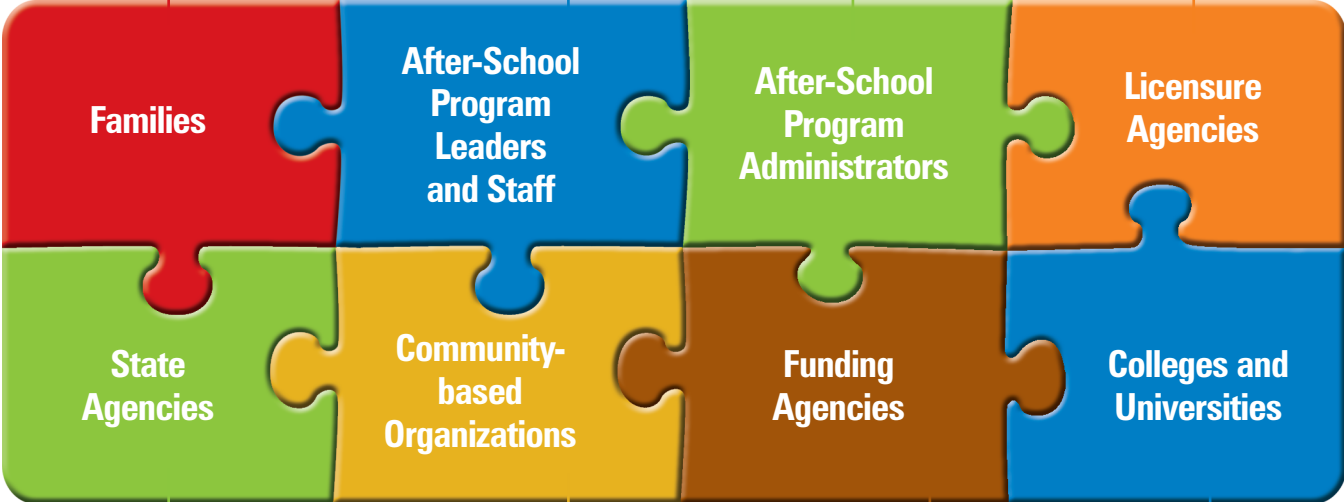 Families
After-School
Program
Leaders
and Staff
After-School
Program
Administrators
Licensure
Agencies
State
Agencies
Community-
based
Organizations
Funding
Agencies
Colleges and
Universities